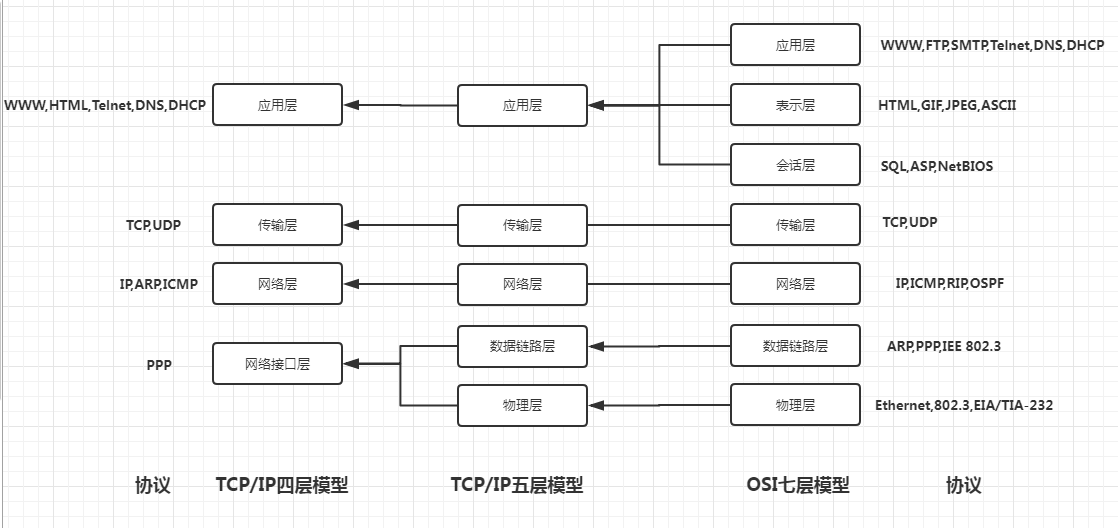 应用层 WWW,FTP,SMTP,Telnet,DNS,DHCP
WWW,HTML,Telnet,DNS,DHCP 应用层 应用层 表示层 HTML,GIF,JPEG,ASCII
会话层 SQL,ASP,NetBIOS
TCP,UDP 传输层 传输层 传输层 TCP,UDP
IP,ARP,ICMP 网络层 网络层 网络层 IP,ICMP,RIP,OSPF
数据链路层 数据链路层 ARP,PPP,IEE 802.3
PPP 网络接口层
物理层 物理层 Ethernet,802.3,EIA/TIA-232
协议 TCP/IP四层模型 TCP/IP五层模型 OSI七层模型 协议